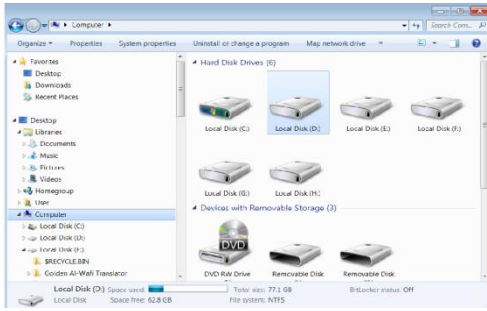 Computer
Search Com...
Organize
Properties
System properties
Uninstall or change a program
Map network drive
Favorites
Desktop
Downloads
Recent Places
Desktop
Libraries
Documents
Music
Pictures
Videos
Homegroup
User
Computer
Local Disk (C:)
Local Disk (D:)
Local Disk (E:)
$RECYCLE.BIN
Golden Al-Wafi Translator
Hard Disk Drives (6)
Local Disk (C:)
Local Disk (D:)
Local Disk (E:)
Local Disk (F:)
Local Disk (G:)
Local Disk (H:)
Devices with Removable Storage (3)
DVD
DVD RW Drive
Removable Disk
Removable Disk
Local Disk (D:) Space used: Total size: 77.1 GB BitLocker status: Off
Local Disk Space free: 62.8 GB File system: NTFS